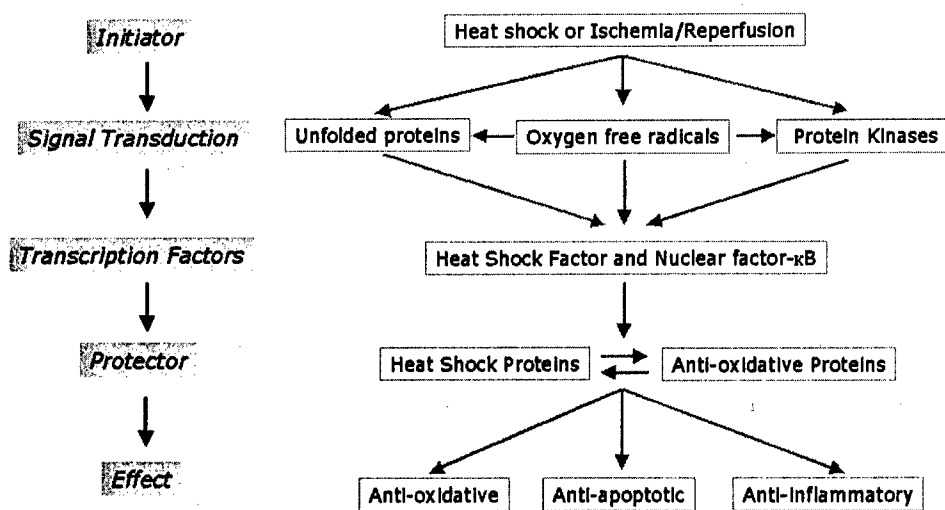 Initiator
Heat shock or Ischemia/Reperfusion
Signal Transduction
Unfolded proteins
Oxygen free radicals
Protein Kinases
Transcription Factors
Heat Shock Factor and Nuclear factor-κB
Protector
Heat Shock Proteins
Anti-oxidative Proteins
Effect
Anti-oxidative
Anti-apoptotic
Anti-inflammatory